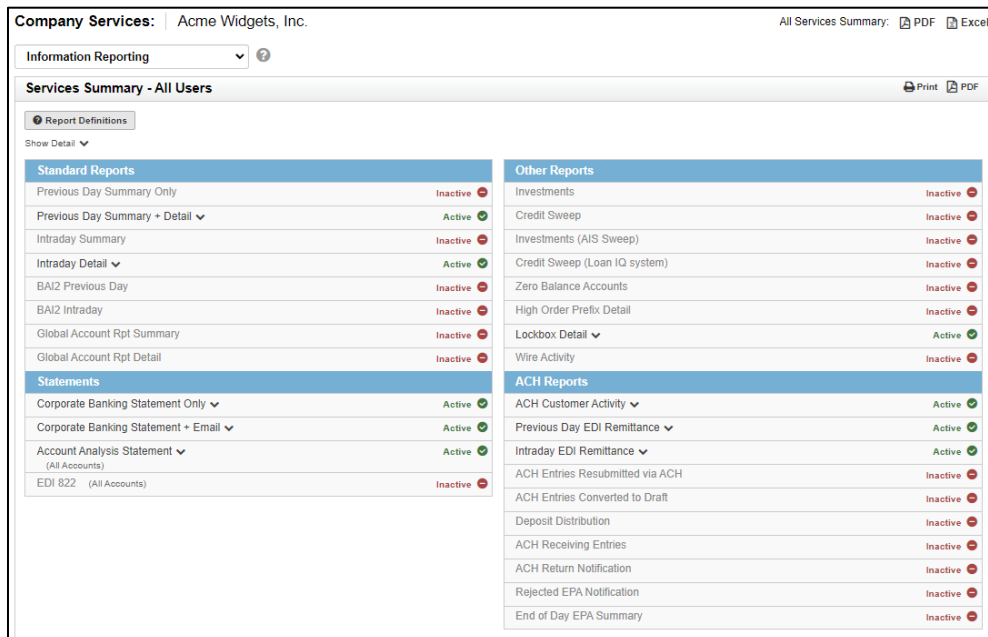 Company Services: Acme Widgets, Inc.
All Services Summary: PDF Excel
Information Reporting
Services Summary - All Users
Print PDF
Report Definitions
Show Detail
Standard Reports
Previous Day Summary Only Inactive
Previous Day Summary + Detail Active
Intraday Summary Inactive
Intraday Detail Active
BAI2 Previous Day Inactive
BAI2 Intraday Inactive
Global Account Rpt Summary Inactive
Global Account Rpt Detail Inactive
Statements
Corporate Banking Statement Only Active
Corporate Banking Statement + Email Active
Account Analysis Statement Active
(All Accounts)
EDI 822 (All Accounts) Inactive
Other Reports
Investments Inactive
Credit Sweep Inactive
Investments (AIS Sweep) Inactive
Credit Sweep (Loan IQ system) Inactive
Zero Balance Accounts Inactive
High Order Prefix Detail Inactive
Lockbox Detail Active
Wire Activity Inactive
ACH Reports
ACH Customer Activity Active
Previous Day EDI Remittance Active
Intraday EDI Remittance Active
ACH Entries Resubmitted via ACH Inactive
ACH Entries Converted to Draft Inactive
Deposit Distribution Inactive
ACH Receiving Entries Inactive
ACH Return Notification Inactive
Rejected EPA Notification Inactive
End of Day EPA Summary Inactive